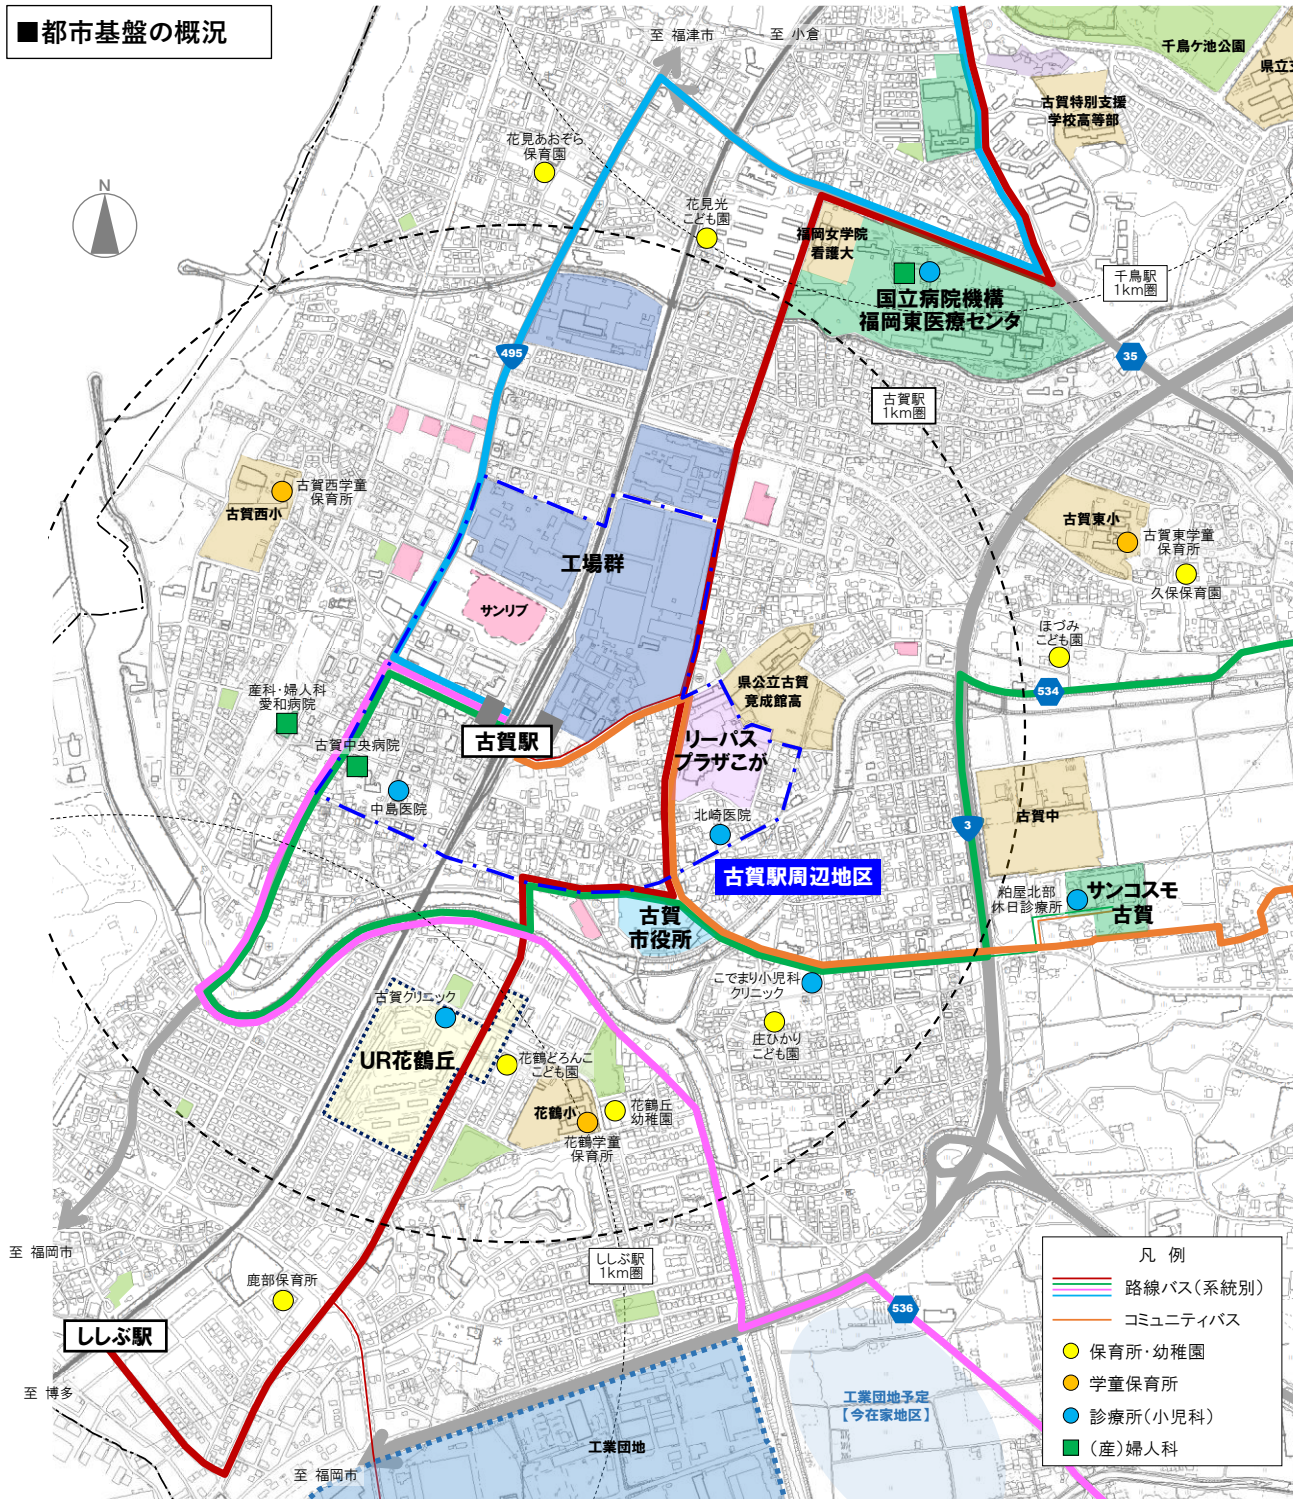 ■都市基盤の概況
至 福津市
至 小倉
千鳥ケ池公園
県立
古賀特別支援
学校高等部
花見あおぞら
保育園
N
花見光
こども園
福岡女学院
看護大
国立病院機構
福岡東医療センタ
千鳥駅
1km圏
495
35
古賀駅
1km圏
古賀西学童
保育所
古賀西小
古賀東小
古賀東学童
保育所
久保保育園
工場群
サンリブ
ほづみ
こども園
534
県公立古賀
竟成館高
産科・婦人科
愛和病院
古賀駅
リーパス
プラザこが
古賀中央病院
中島医院
北崎医院
3
古賀中
古賀駅周辺地区
粕屋北部
休日診療所
サンコスモ
古賀
古賀
市役所
こでまり小児科
クリニック
古賀クリニック
庄ひかり
こども園
UR花鶴丘
花鶴どろんこ
こども園
花鶴小
花鶴丘
幼稚園
花鶴学童
保育所
至 福岡市
ししぶ駅
1km圏
鹿部保育所
536
ししぶ駅
至 博多
工業団地予定
【今在家地区】
工業団地
至 福岡市
凡 例
路線バス(系統別)
コミュニティバス
保育所・幼稚園
学童保育所
診療所(小児科)
(産)婦人科